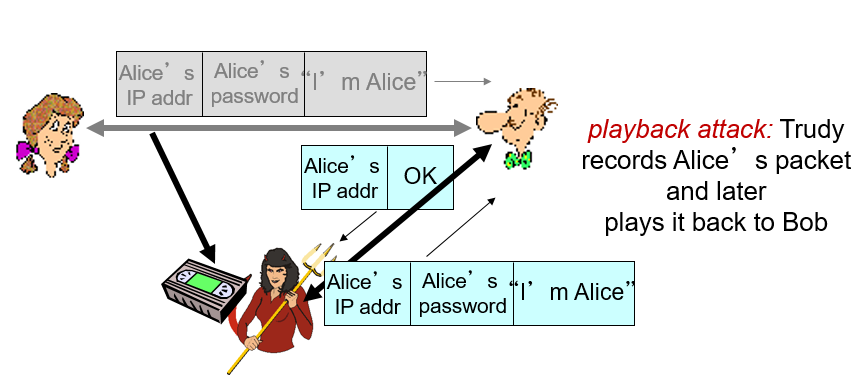 Alice’s IP addr
Alice’s password
“I’m Alice”
playback attack: Trudy
records Alice’s packet
and later
plays it back to Bob
Alice’s IP addr
OK
Alice’s IP addr
Alice’s password
“I’m Alice”